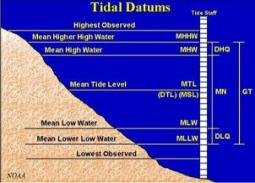 Tidal Datums
Tide Staff
Highest Observed
Mean Higher High Water MHHW
Mean High Water MHW
DHQ
Mean Tide Level MTL
(DTL) (MSL)
MN
GT
Mean Low Water MLW
Mean Lower Low Water MLLW
DLQ
Lowest Observed
NOAA